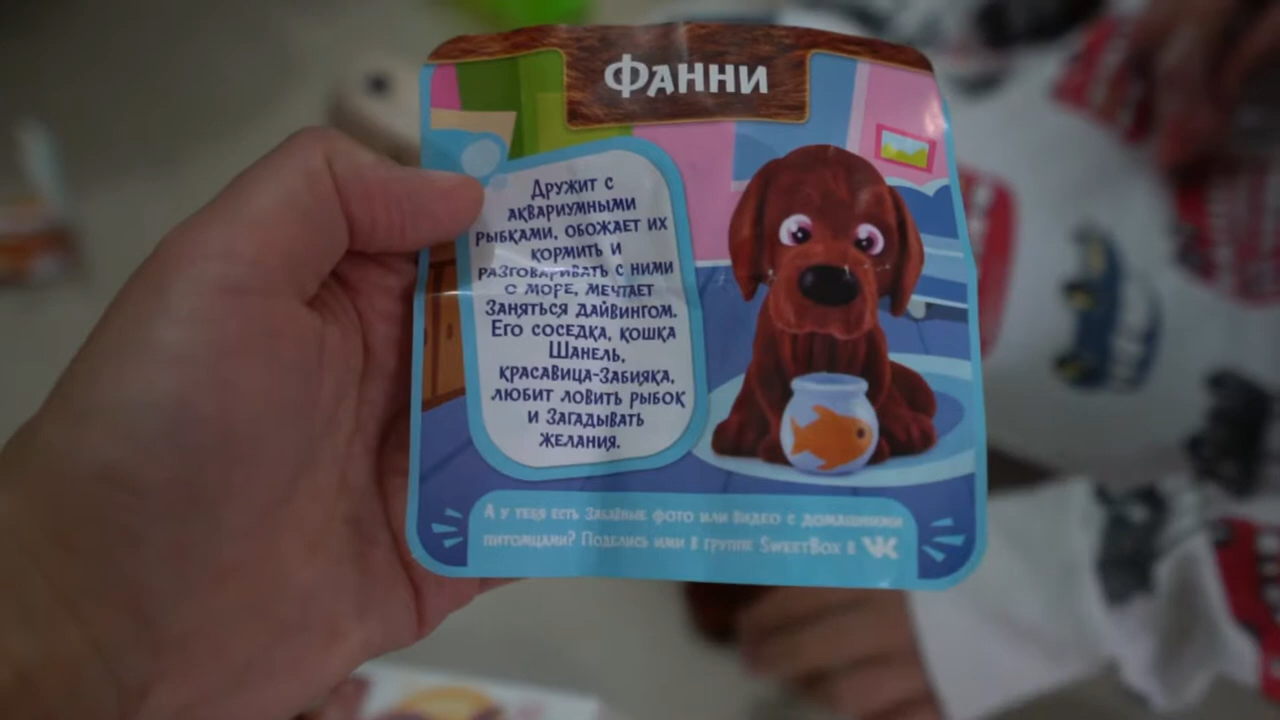 Фанни
Дружит с
аквариумными
рыбками, обожает их
кормить и
разговаривать с ними
о море, мечтает
заняться дайвингом.
Его соседка, кошка
Шанель,
красавица-забияка,
любит ловить рыбок
и загадывать
желания.
А у тебя есть забавные фото или видео с домашними
питомцами? Поделись ими в группе SweetBox в VK